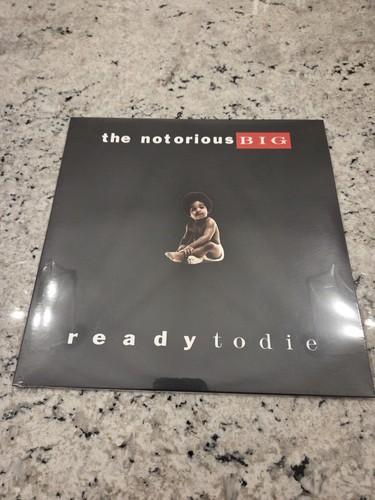 the notorious BIG
ready to die